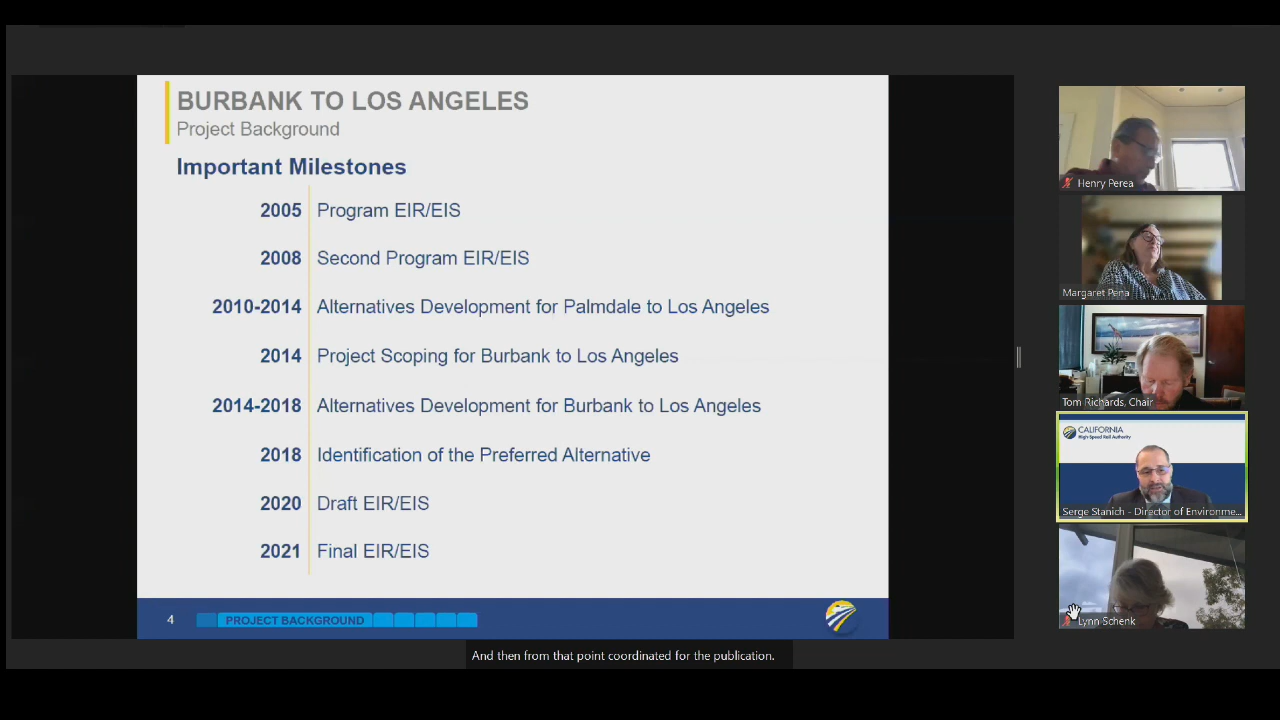 BURBANK TO LOS ANGELES
Project Background
Important Milestones
2005 Program EIR/EIS
2008 Second Program EIR/EIS
2010-2014 Alternatives Development for Palmdale to Los Angeles
2014 Project Scoping for Burbank to Los Angeles
2014-2018 Alternatives Development for Burbank to Los Angeles
2018 Identification of the Preferred Alternative
2020 Draft EIR/EIS
2021 Final EIR/EIS
4 PROJECT BACKGROUND
Henry Perea
Margaret Pena
Tom Richards, Chair
CALIFORNIA
High-Speed Rail Authority
Serge Stanich - Director of Environme...
Lynn Schenk
And then from that point coordinated for the publication.